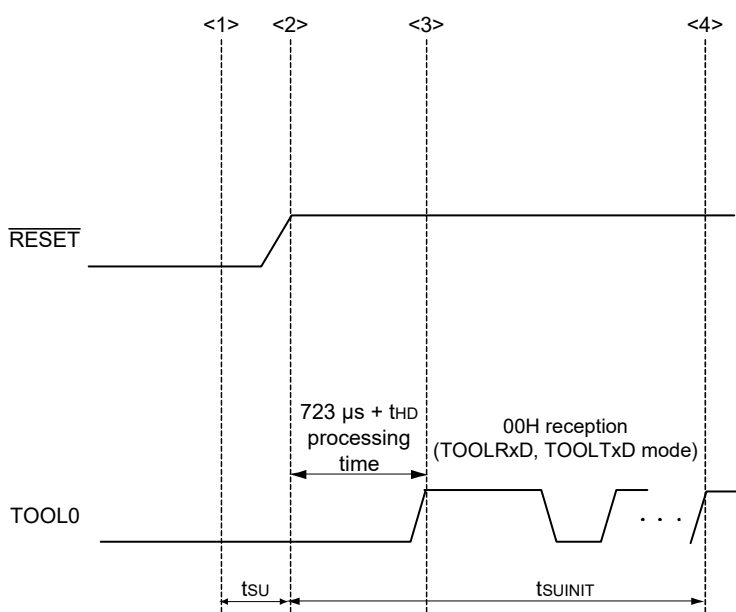 <1> <2> <3> <4>
RESET
723 µs + tHD
processing
time
00H reception
(TOOLRxD, TOOLTxD mode)
TOOL0
. . .
tSU tSUINIT